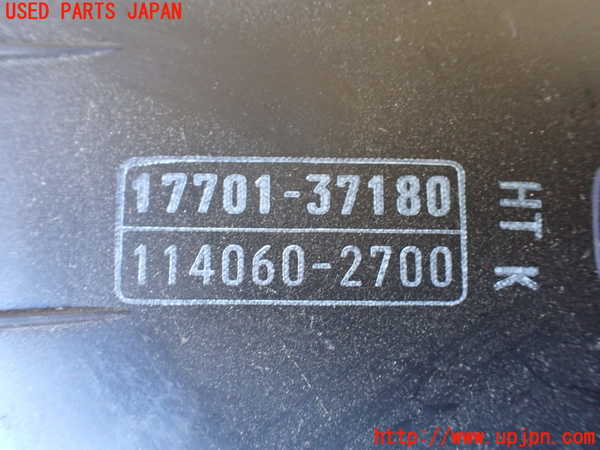 USED PARTS JAPAN
17701-37180
114060-2700
HT K
http://www.upjpn.com/